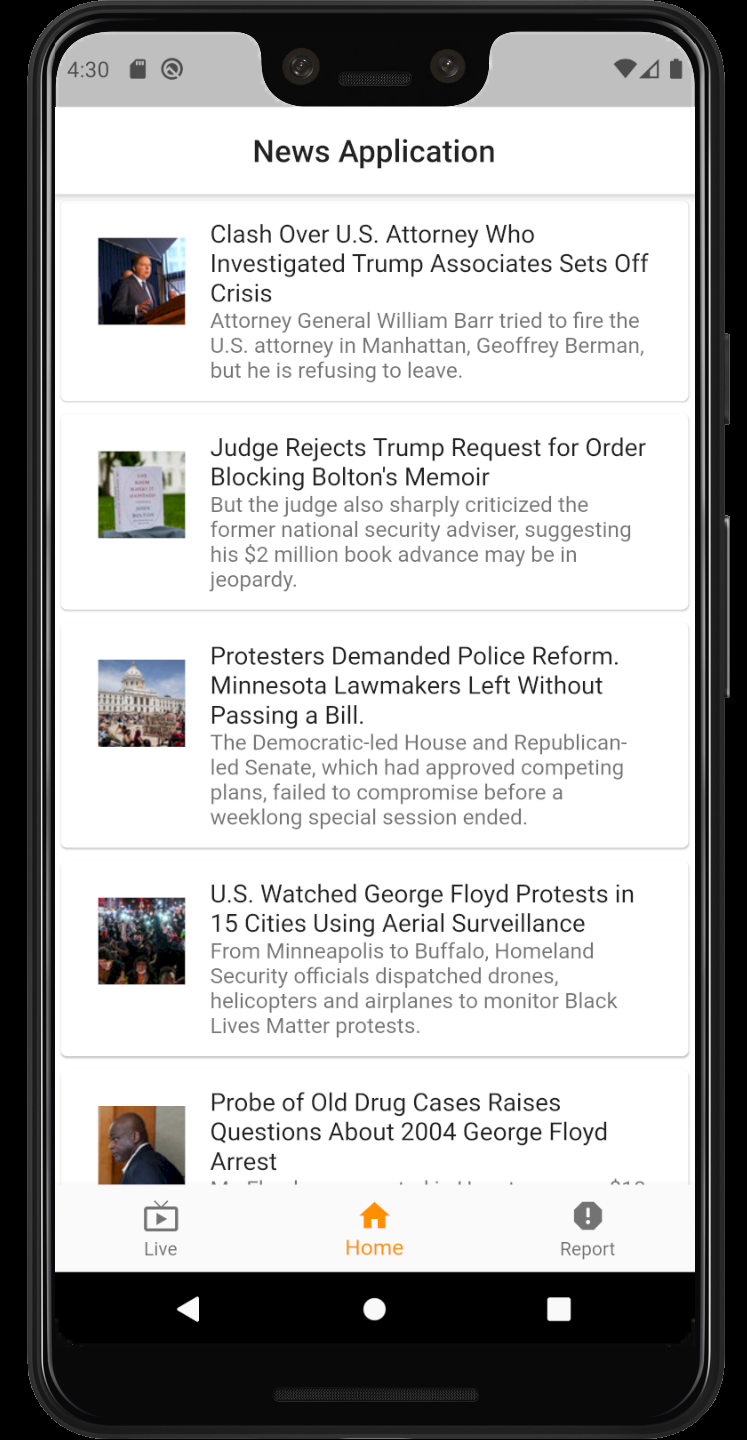 4:30
News Application
Clash Over U.S. Attorney Who
Investigated Trump Associates Sets Off
Crisis
Attorney General William Barr tried to fire the
U.S. attorney in Manhattan, Geoffrey Berman,
but he is refusing to leave.
Judge Rejects Trump Request for Order
Blocking Bolton's Memoir
But the judge also sharply criticized the
former national security adviser, suggesting
his $2 million book advance may be in
jeopardy.
Protesters Demanded Police Reform.
Minnesota Lawmakers Left Without
Passing a Bill.
The Democratic-led House and Republican-
led Senate, which had approved competing
plans, failed to compromise before a
weeklong special session ended.
U.S. Watched George Floyd Protests in
15 Cities Using Aerial Surveillance
From Minneapolis to Buffalo, Homeland
Security officials dispatched drones,
helicopters and airplanes to monitor Black
Lives Matter protests.
Probe of Old Drug Cases Raises
Questions About 2004 George Floyd
Arrest
Live
Home
Report